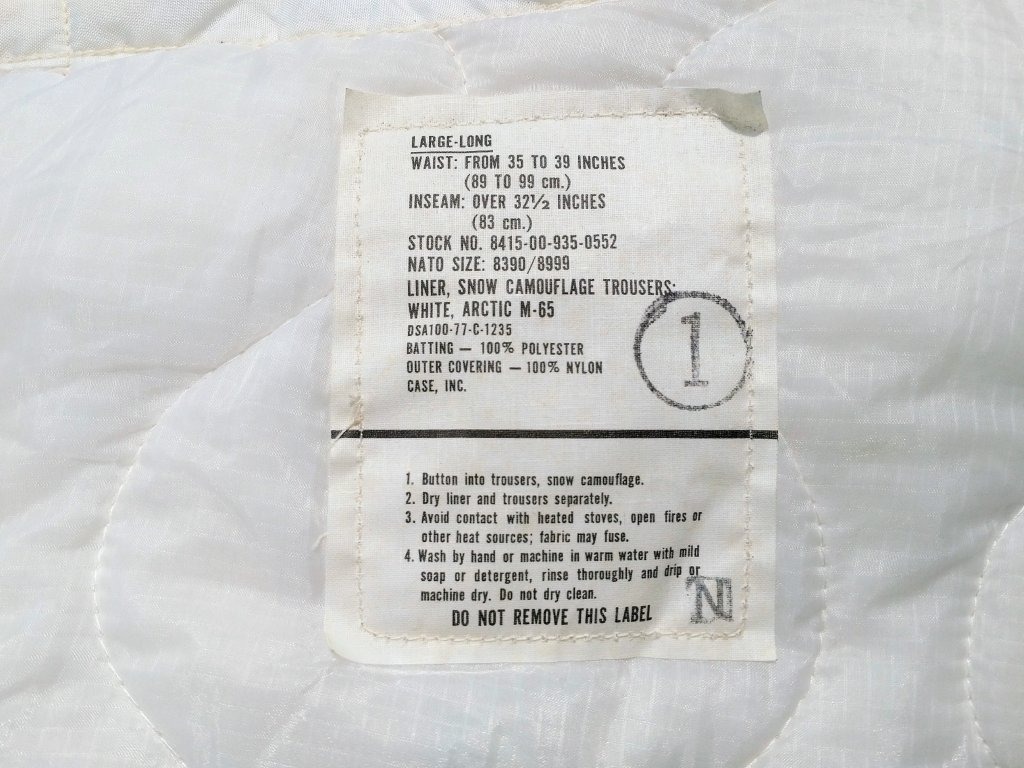 LARGE-LONG
WAIST: FROM 35 TO 39 INCHES
(89 TO 99 cm.)
INSEAM: OVER 32½ INCHES
(83 cm.)
STOCK NO. 8415-00-935-0552
NATO SIZE: 8390/8999
LINER, SNOW CAMOUFLAGE TROUSERS:
WHITE, ARCTIC M-65
DSA100-77-C-1235
BATTING — 100% POLYESTER
OUTER COVERING — 100% NYLON
CASE, INC.
1
1. Button into trousers, snow camouflage.
2. Dry liner and trousers separately.
3. Avoid contact with heated stoves, open fires or
other heat sources; fabric may fuse.
4. Wash by hand or machine in warm water with mild
soap or detergent, rinse thoroughly and drip or
machine dry. Do not dry clean.
DO NOT REMOVE THIS LABEL
N